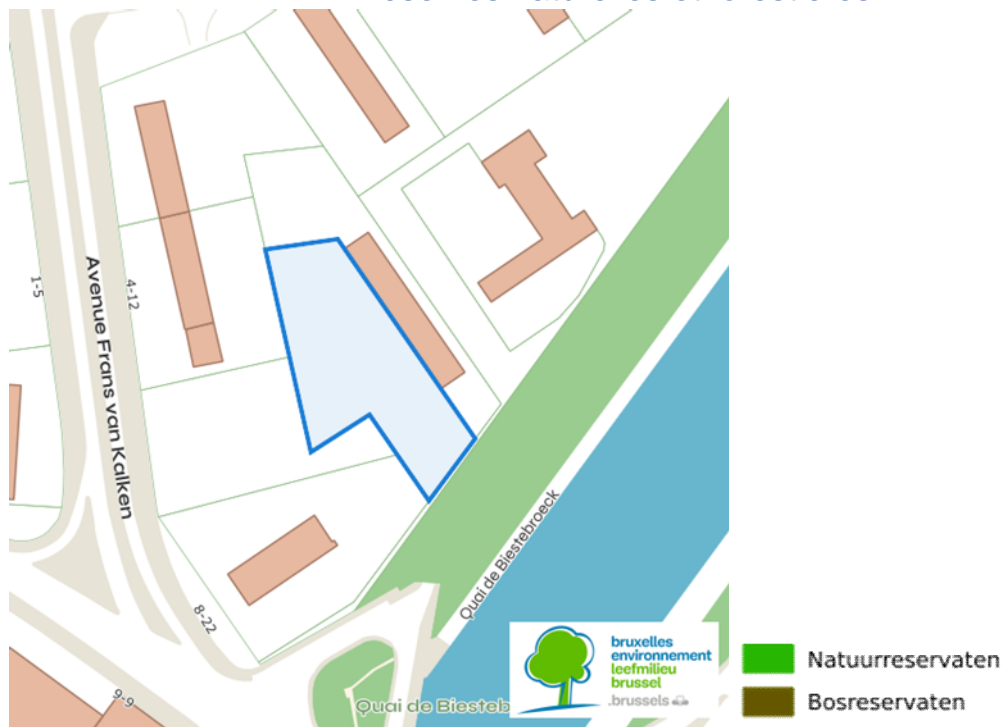 1-5
4-12
Avenue Frans van Kalken
Quai de Biestebroeck
8-22
9-9
Quai de Biesteb
bruxelles
environnement
leefmilieu
brussel
.brussels
Natuurreservaten
Bosreservaten